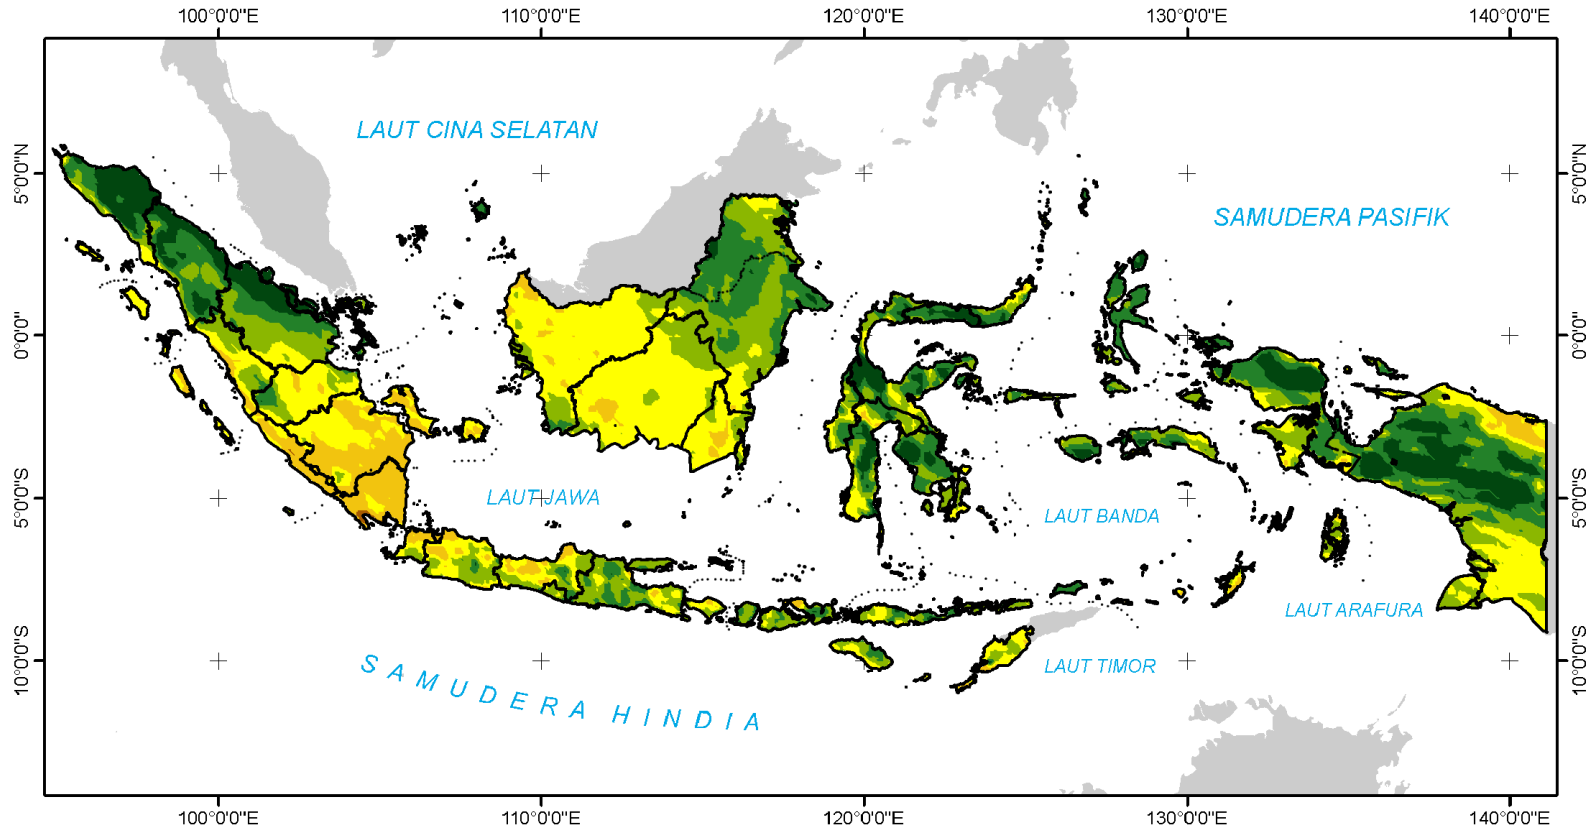 100°0'0"E 110°0'0"E 120°0'0"E 130°0'0"E 140°0'0"E
LAUT CINA SELATAN
5°0'0"N 5°0'0"N
SAMUDERA PASIFIK
0°0'0" 0°0'0"
5°0'0"S 5°0'0"S
LAUT JAWA
LAUT BANDA
LAUT ARAFURA
10°0'0"S 10°0'0"S
LAUT TIMOR
SAMUDERA HINDIA
100°0'0"E 110°0'0"E 120°0'0"E 130°0'0"E 140°0'0"E